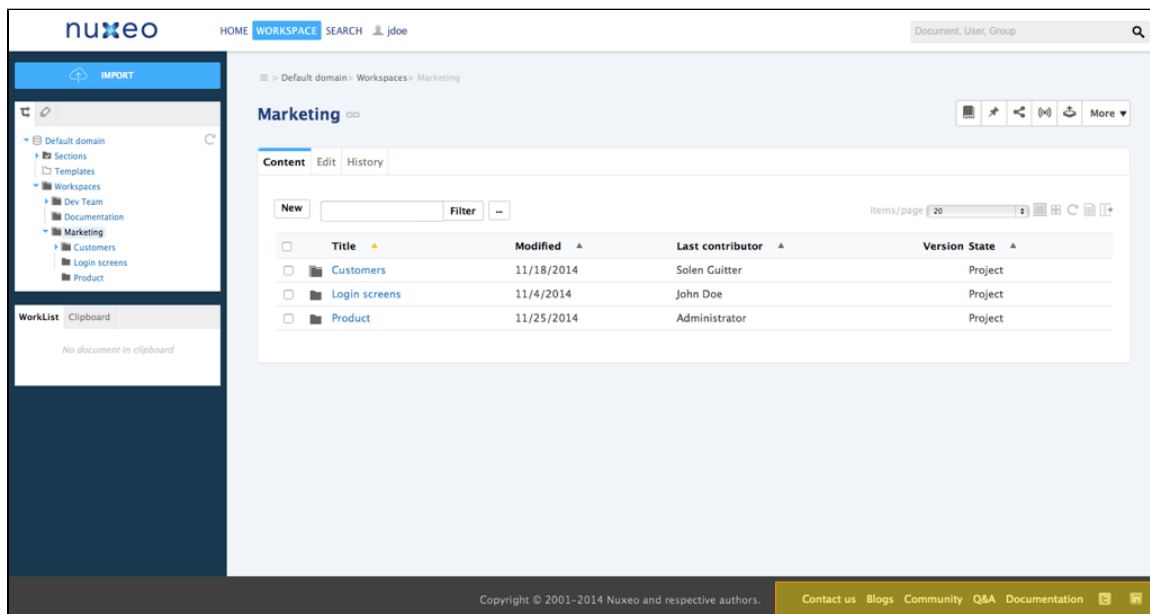 nuxeo
HOME WORKSPACE SEARCH jdoe
Document, User, Group
IMPORT
> Default domain> Workspaces> Marketing
Marketing
More
Default domain
Sections
Templates
Workspaces
Dev Team
Documentation
Marketing
Customers
Login screens
Product
WorkList Clipboard
No document in clipboard
Content Edit History
New Filter ... Items/page 20
Title Modified Last contributor Version State
Customers 11/18/2014 Solen Guitter Project
Login screens 11/4/2014 John Doe Project
Product 11/25/2014 Administrator Project
Copyright © 2001-2014 Nuxeo and respective authors. Contact us Blogs Community Q&A Documentation